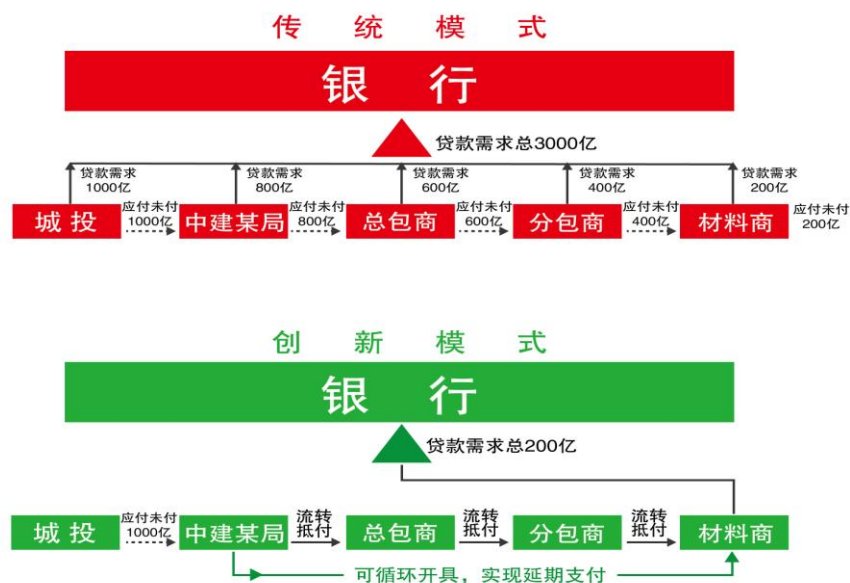 传统模式
银行
贷款需求总3000亿
贷款需求
1000亿
贷款需求
800亿
贷款需求
600亿
贷款需求
400亿
贷款需求
200亿
城投
应付未付
1000亿
中建某局
应付未付
800亿
总包商
应付未付
600亿
分包商
应付未付
400亿
材料商
应付未付
200亿
创新模式
银行
贷款需求总200亿
城投
应付未付
1000亿
中建某局
流转
抵付
总包商
流转
抵付
分包商
流转
抵付
材料商
可循环开具，实现延期支付